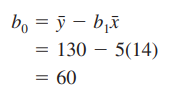 b₀ = ȳ − b₁x̄
= 130 − 5(14)
= 60